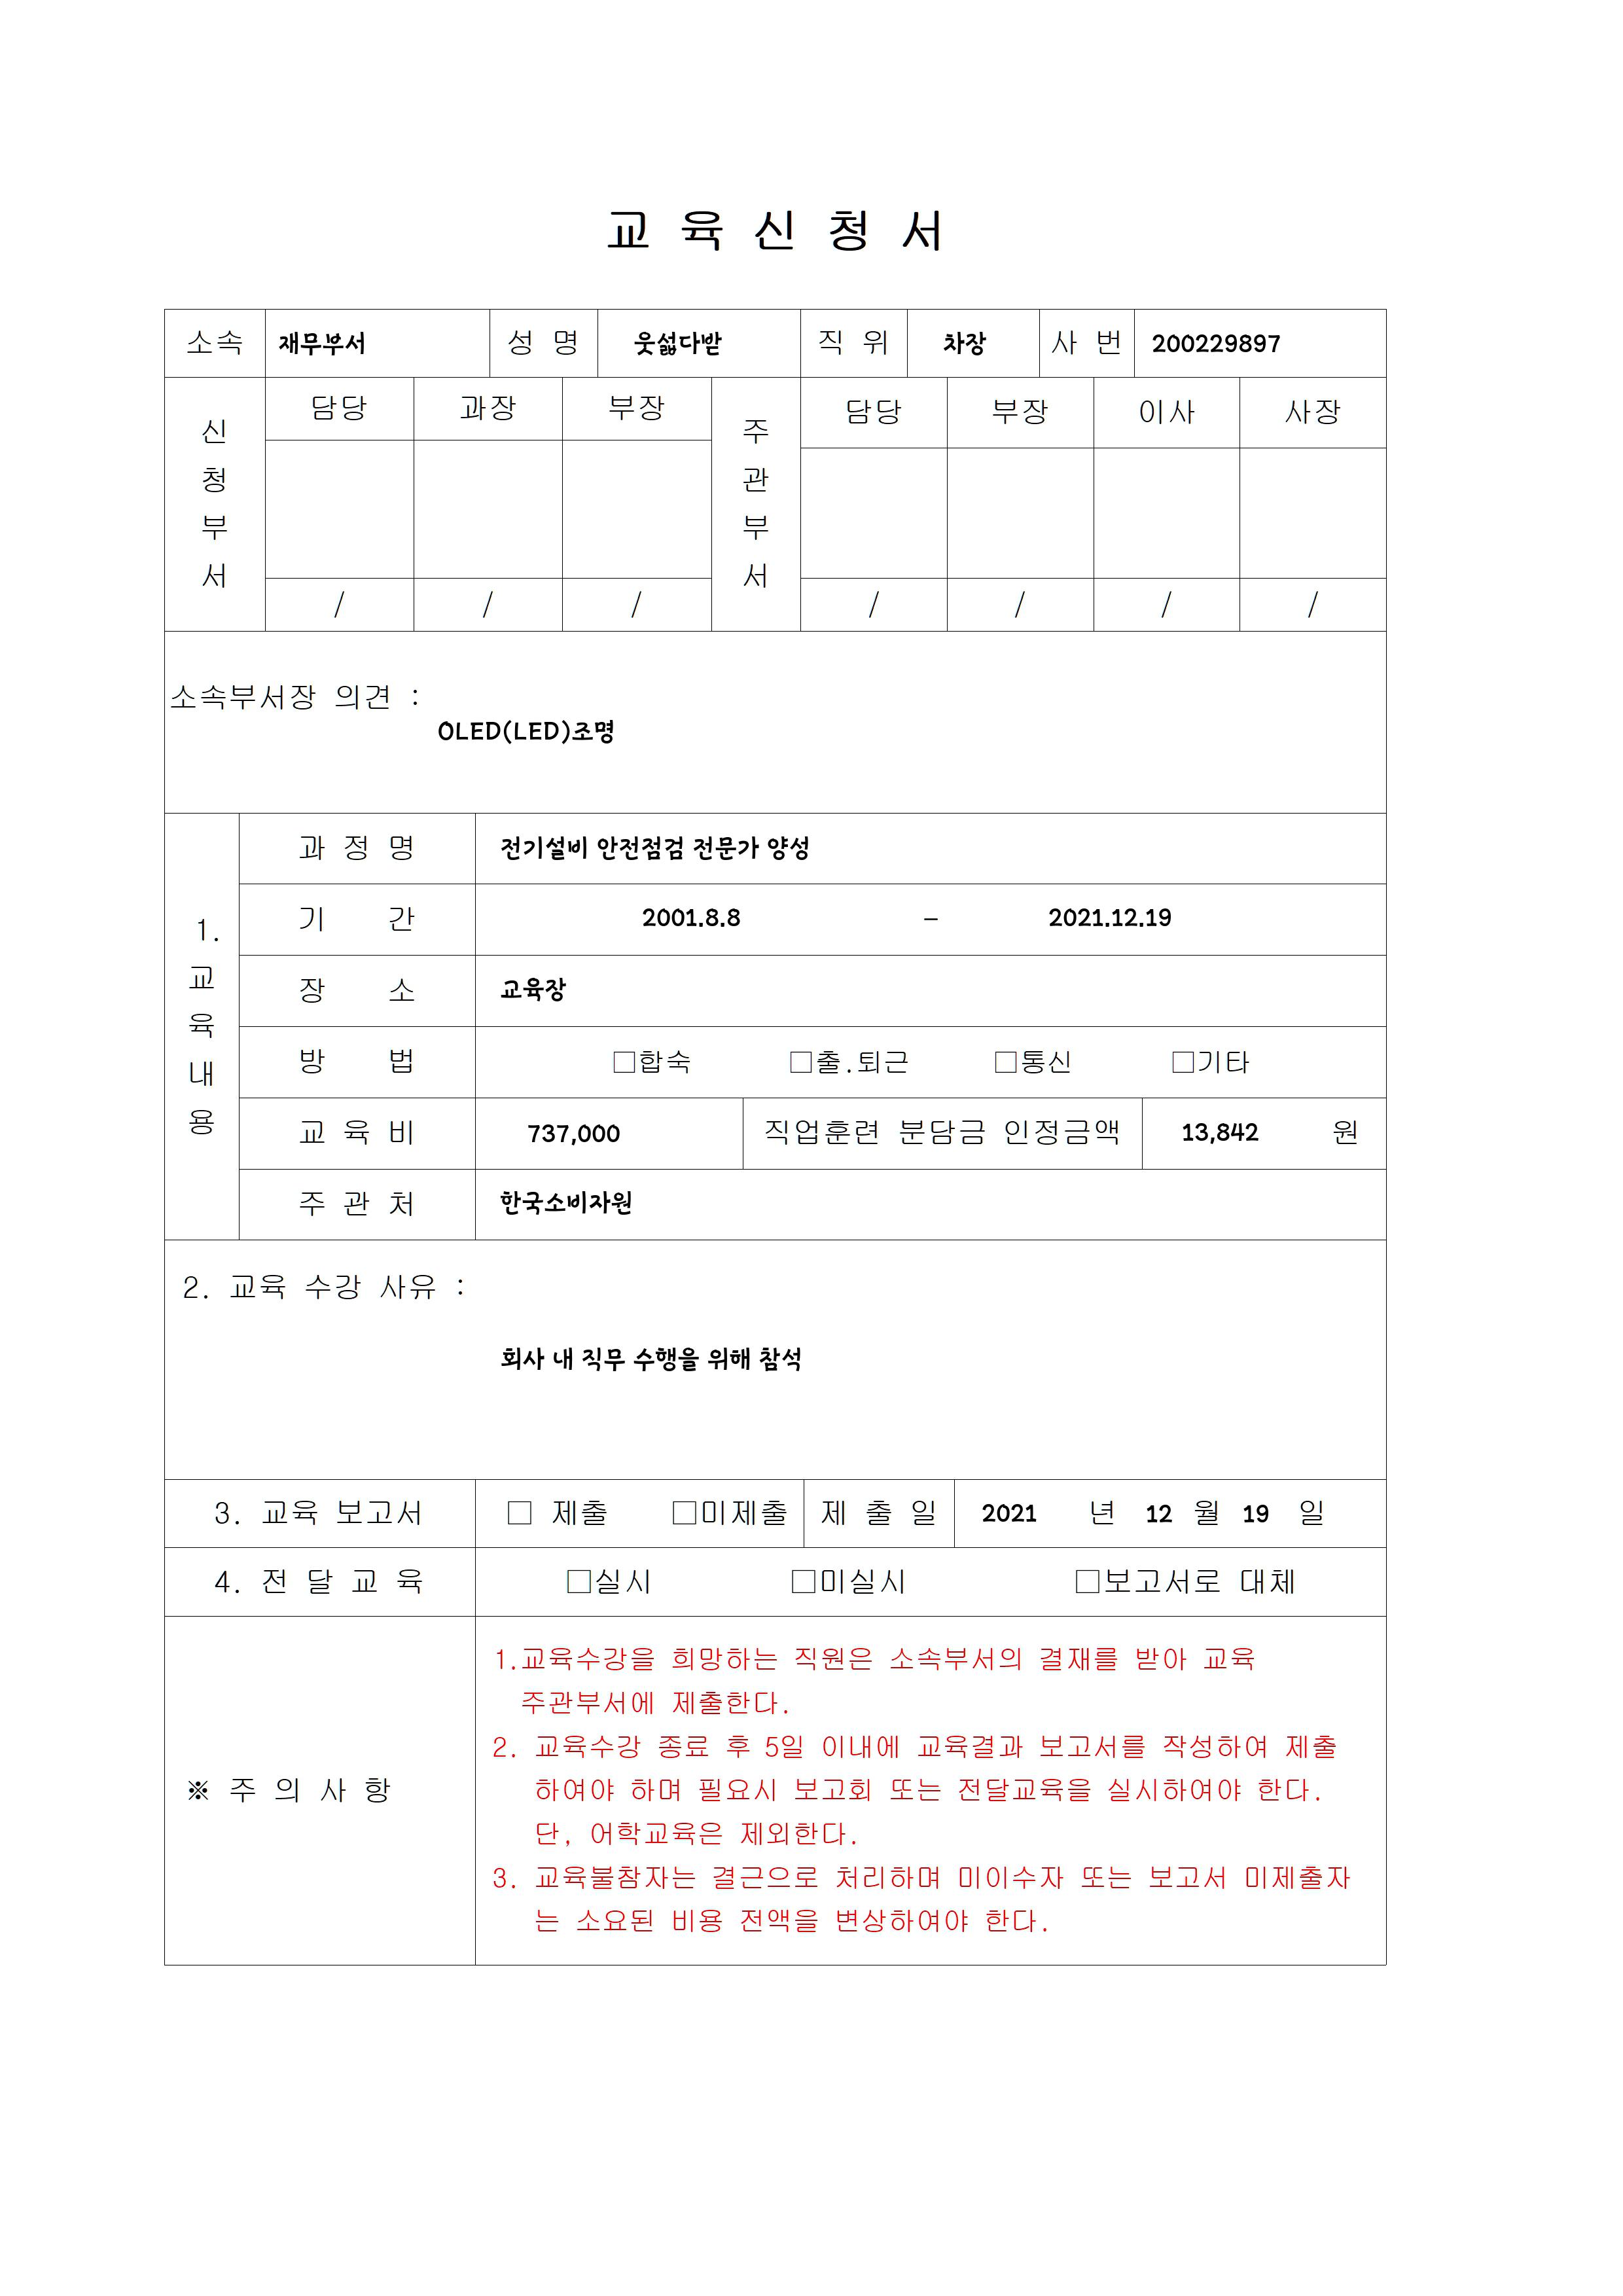 교 육 신 청 서
소속 재무부서 성 명 웃섧다받 직 위 차장 사 번 200229897
신청부서 담당 과장 부장 주관부서 담당 부장 이사 사장
/ / / / / / /
소속부서장 의견 :
OLED(LED)조명
1. 교육내용
과 정 명 전기설비 안전점검 전문가 양성
기 간 2001.8.8 – 2021.12.19
장 소 교육장
방 법 □합숙 □출.퇴근 □통신 □기타
교 육 비 737,000 직업훈련 분담금 인정금액 13,842 원
주 관 처 한국소비자원
2. 교육 수강 사유 :
회사 내 직무 수행을 위해 참석
3. 교육 보고서 □ 제출 □미제출 제 출 일 2021 년 12 월 19 일
4. 전 달 교 육 □실시 □미실시 □보고서로 대체
※ 주 의 사 항
1.교육수강을 희망하는 직원은 소속부서의 결재를 받아 교육
주관부서에 제출한다.
2. 교육수강 종료 후 5일 이내에 교육결과 보고서를 작성하여 제출
하여야 하며 필요시 보고회 또는 전달교육을 실시하여야 한다.
단, 어학교육은 제외한다.
3. 교육불참자는 결근으로 처리하며 미이수자 또는 보고서 미제출자
는 소요된 비용 전액을 변상하여야 한다.